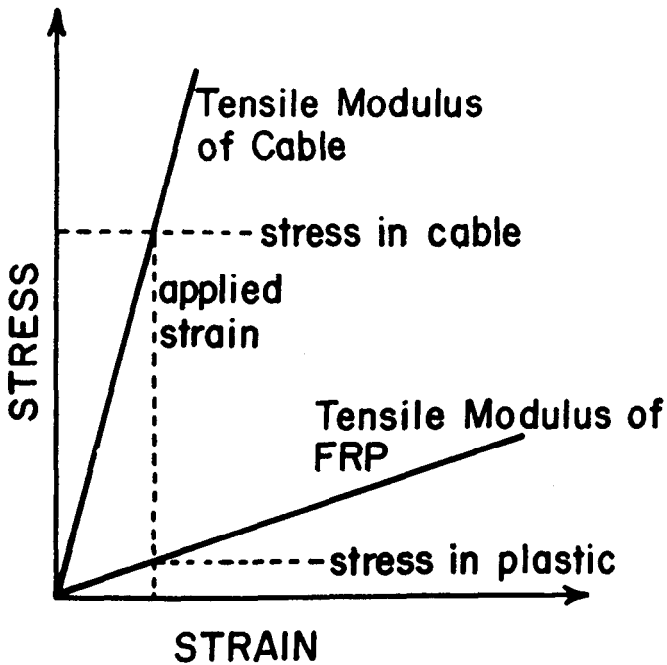 Tensile Modulus
of Cable
stress in cable
applied
strain
STRESS
Tensile Modulus of
FRP
stress in plastic
STRAIN